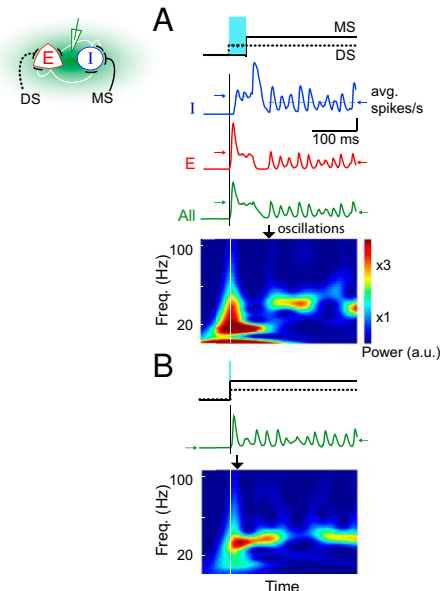 A
MS
DS
E
I
DS
MS
I
avg.
spikes/s
100 ms
E
All
oscillations
100
20
Freq. (Hz)
x3
x1
Power (a.u.)
B
100
20
Freq. (Hz)
Time